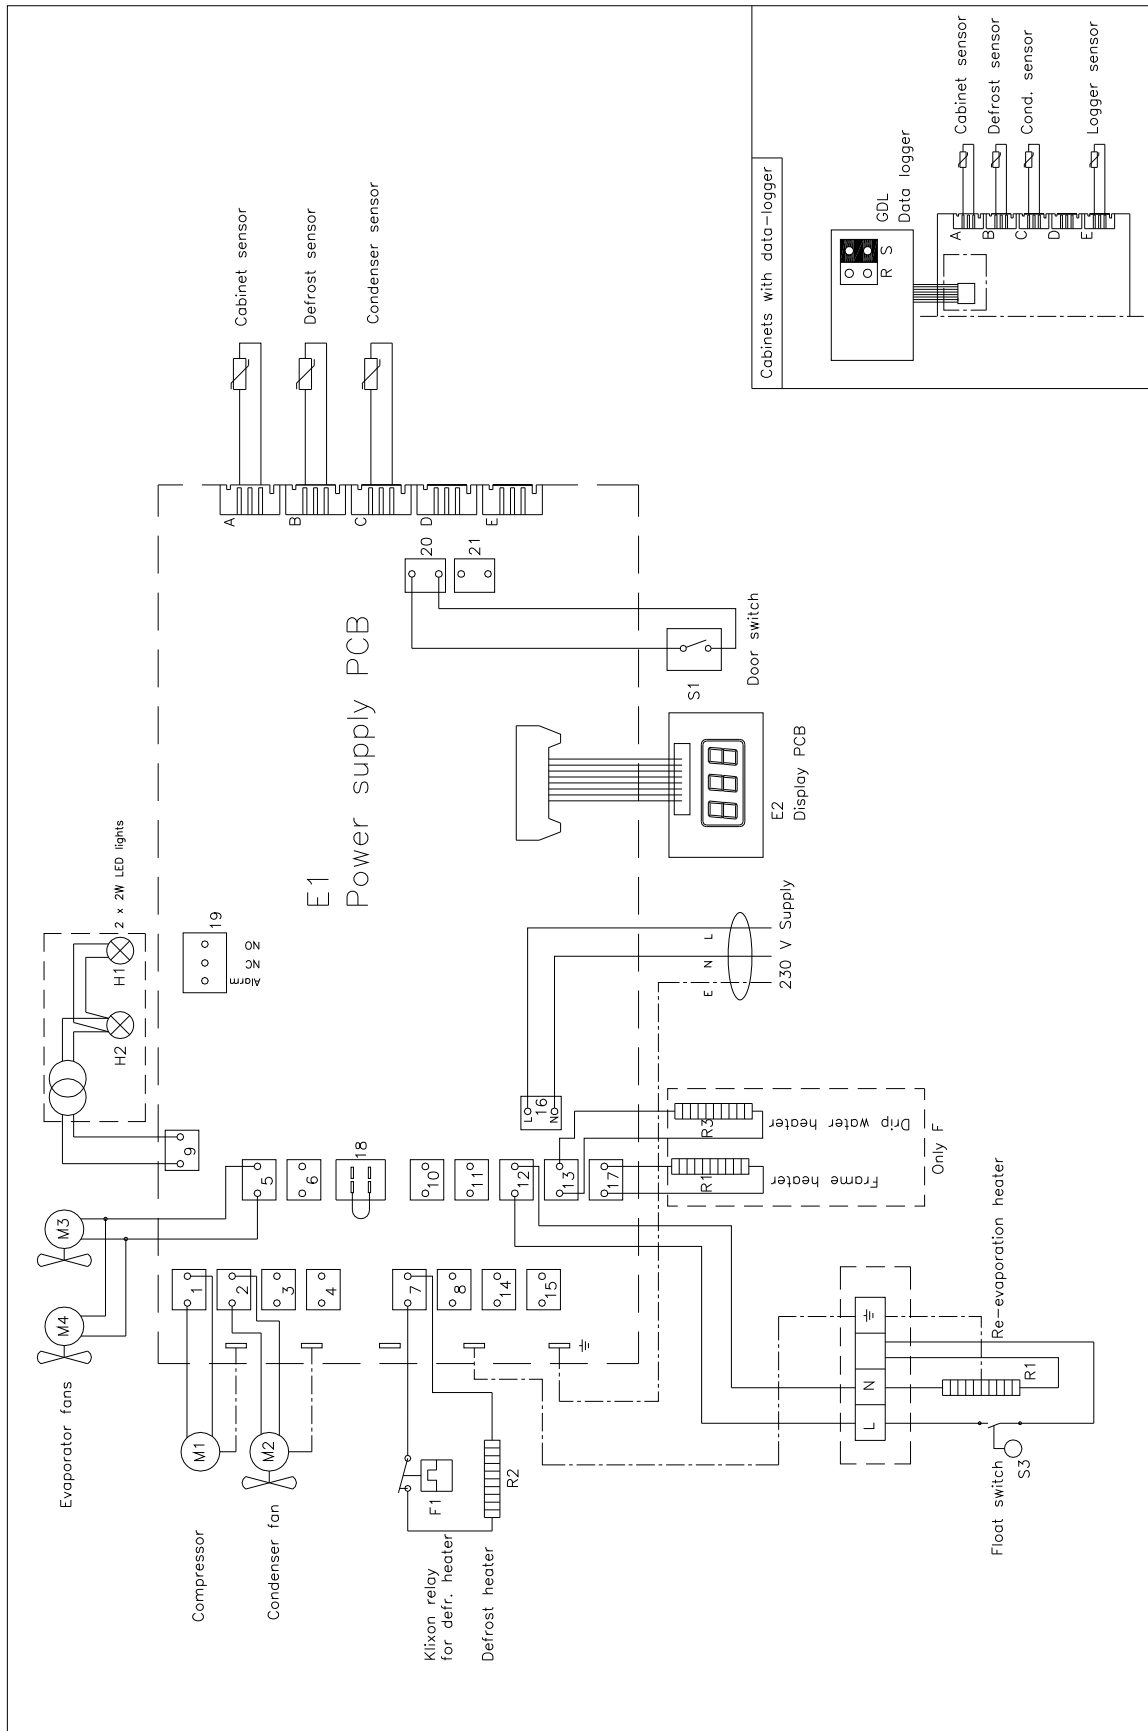 Evaporator fans
M4
M3
Compressor
M1
Condenser fan
M2
1
2
3
4
5
6
18
9
H2
H1
2 x 2W LED lights
19
Alarm
NC
NO
E1
Power supply PCB
A
B
C
D
E
Cabinet sensor
Defrost sensor
Condenser sensor
Klixon relay
for defr. heater
F1
Defrost heater
R2
7
8
14
15
10
11
12
13
17
L
16
N
20
21
S1
Door switch
E2
Display PCB
E
N
L
230 V Supply
R3
Drip water heater
R1
Frame heater
Only F
L
N
Re-evaporation heater
R1
Float switch
S3
Cabinets with data-logger
R
S
GDL
Data logger
A
B
C
D
E
Cabinet sensor
Defrost sensor
Cond. sensor
Logger sensor